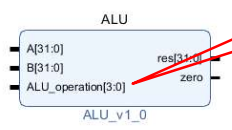 ALU
A[31:0]
B[31:0]
ALU_operation[3:0]
res[31:0]
zero
ALU_v1_0